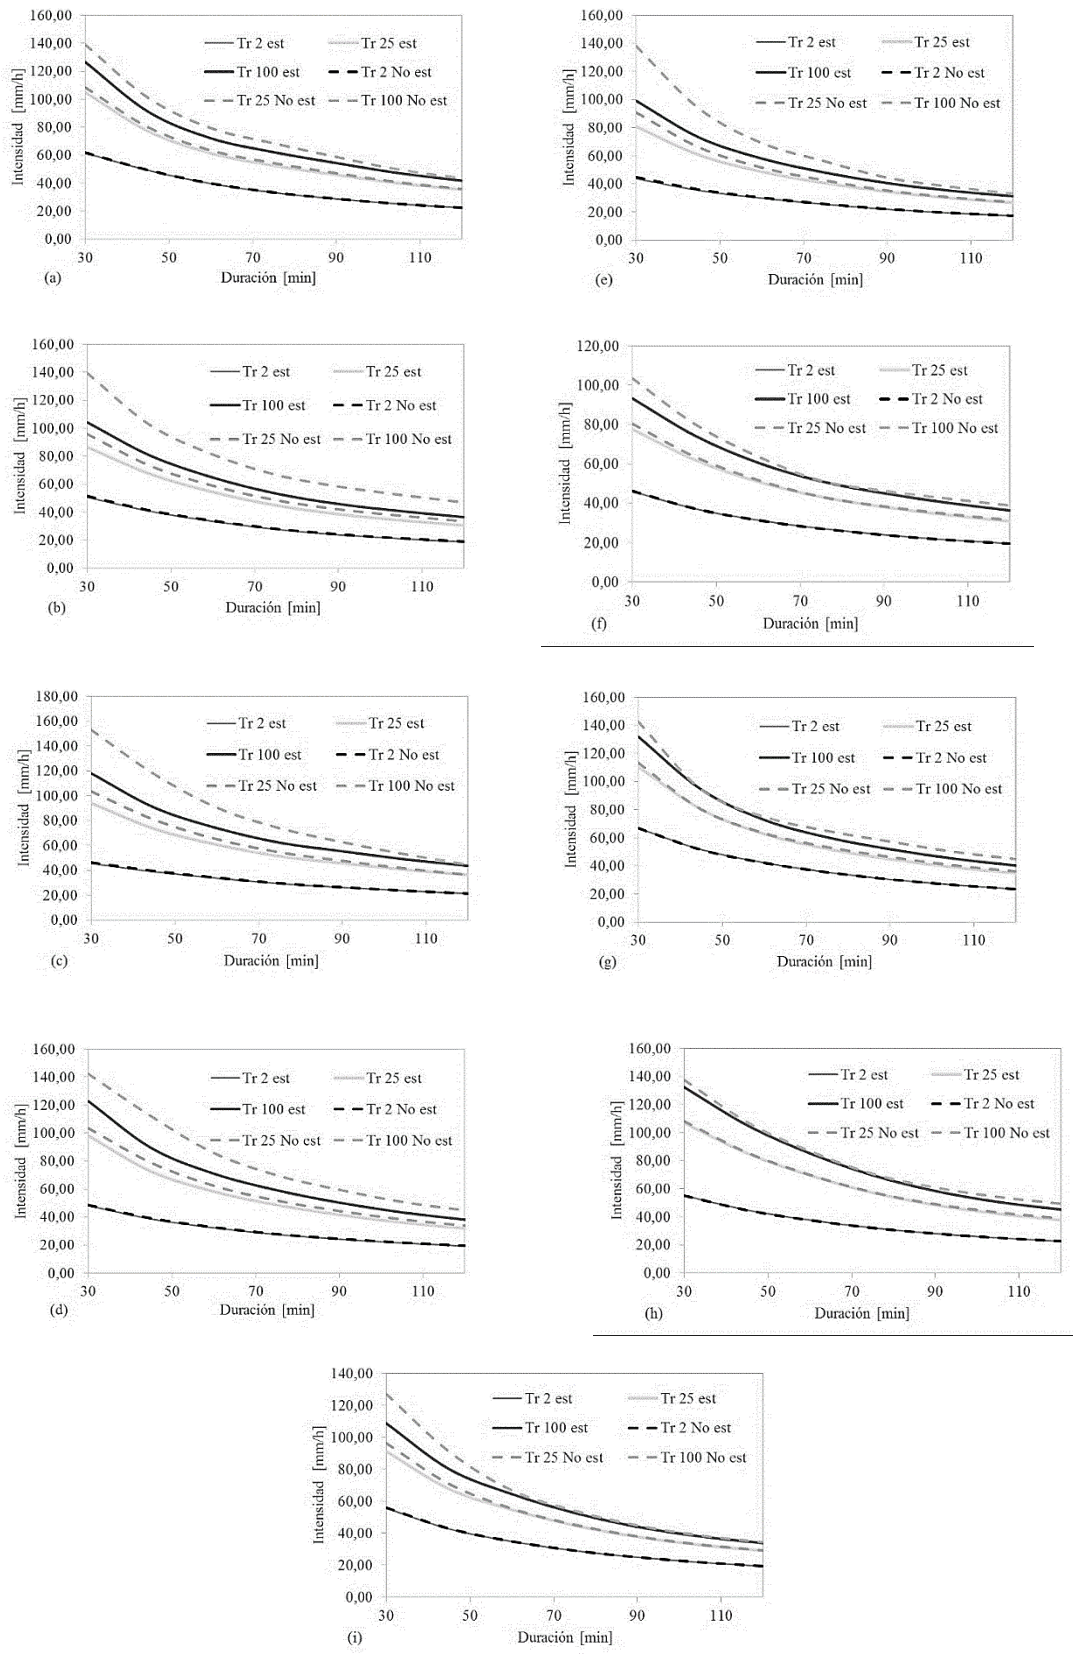 160,00
140,00
120,00
100,00
80,00
60,00
40,00
20,00
0,00
Intensidad [mm/h]
Tr 2 est Tr 25 est
Tr 100 est Tr 2 No est
Tr 25 No est Tr 100 No est
30 50 70 90 110
(a) Duración [min]
160,00
140,00
120,00
100,00
80,00
60,00
40,00
20,00
0,00
Intensidad [mm/h]
Tr 2 est Tr 25 est
Tr 100 est Tr 2 No est
Tr 25 No est Tr 100 No est
30 50 70 90 110
(e) Duración [min]
160,00
140,00
120,00
100,00
80,00
60,00
40,00
20,00
0,00
Intensidad [mm/h]
Tr 2 est Tr 25 est
Tr 100 est Tr 2 No est
Tr 25 No est Tr 100 No est
30 50 70 90 110
(b) Duración [min]
120,00
100,00
80,00
60,00
40,00
20,00
0,00
Intensidad [mm/h]
Tr 2 est Tr 25 est
Tr 100 est Tr 2 No est
Tr 25 No est Tr 100 No est
30 50 70 90 110
(f) Duración [min]
180,00
160,00
140,00
120,00
100,00
80,00
60,00
40,00
20,00
0,00
Intensidad [mm/h]
Tr 2 est Tr 25 est
Tr 100 est Tr 2 No est
Tr 25 No est Tr 100 No est
30 50 70 90 110
(c) Duración [min]
160,00
140,00
120,00
100,00
80,00
60,00
40,00
20,00
0,00
Intensidad [mm/h]
Tr 2 est Tr 25 est
Tr 100 est Tr 2 No est
Tr 25 No est Tr 100 No est
30 50 70 90 110
(g) Duración [min]
160,00
140,00
120,00
100,00
80,00
60,00
40,00
20,00
0,00
Intensidad [mm/h]
Tr 2 est Tr 25 est
Tr 100 est Tr 2 No est
Tr 25 No est Tr 100 No est
30 50 70 90 110
(d) Duración [min]
160,00
140,00
120,00
100,00
80,00
60,00
40,00
20,00
0,00
Intensidad [mm/h]
Tr 2 est Tr 25 est
Tr 100 est Tr 2 No est
Tr 25 No est Tr 100 No est
30 50 70 90 110
(h) Duración [min]
140,00
120,00
100,00
80,00
60,00
40,00
20,00
0,00
Intensidad [mm/h]
Tr 2 est Tr 25 est
Tr 100 est Tr 2 No est
Tr 25 No est Tr 100 No est
30 50 70 90 110
(i) Duración [min]